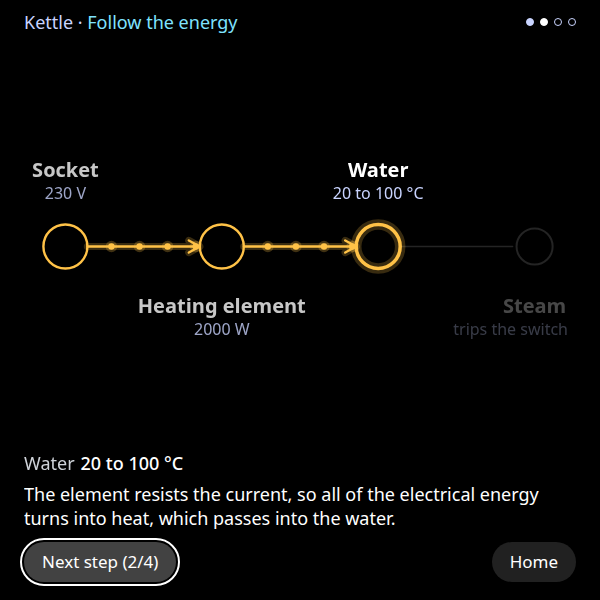 Kettle · Follow the energy
Socket
230 V
Water
20 to 100 °C
Heating element
2000 W
Steam
trips the switch
Water 20 to 100 °C
The element resists the current, so all of the electrical energy
turns into heat, which passes into the water.
Next step (2/4)
Home